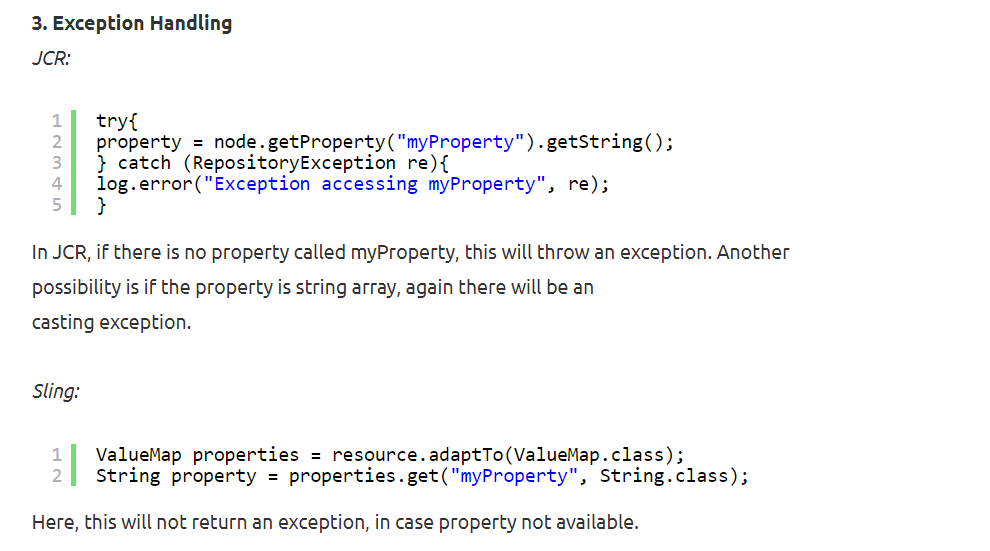 3. Exception Handling
JCR:
1 try{
2 property = node.getProperty("myProperty").getString();
3 } catch (RepositoryException re){
4 log.error("Exception accessing myProperty", re);
5 }
In JCR, if there is no property called myProperty, this will throw an exception. Another
possibility is if the property is string array, again there will be an
casting exception.
Sling:
1 ValueMap properties = resource.adaptTo(ValueMap.class);
2 String property = properties.get("myProperty", String.class);
Here, this will not return an exception, in case property not available.